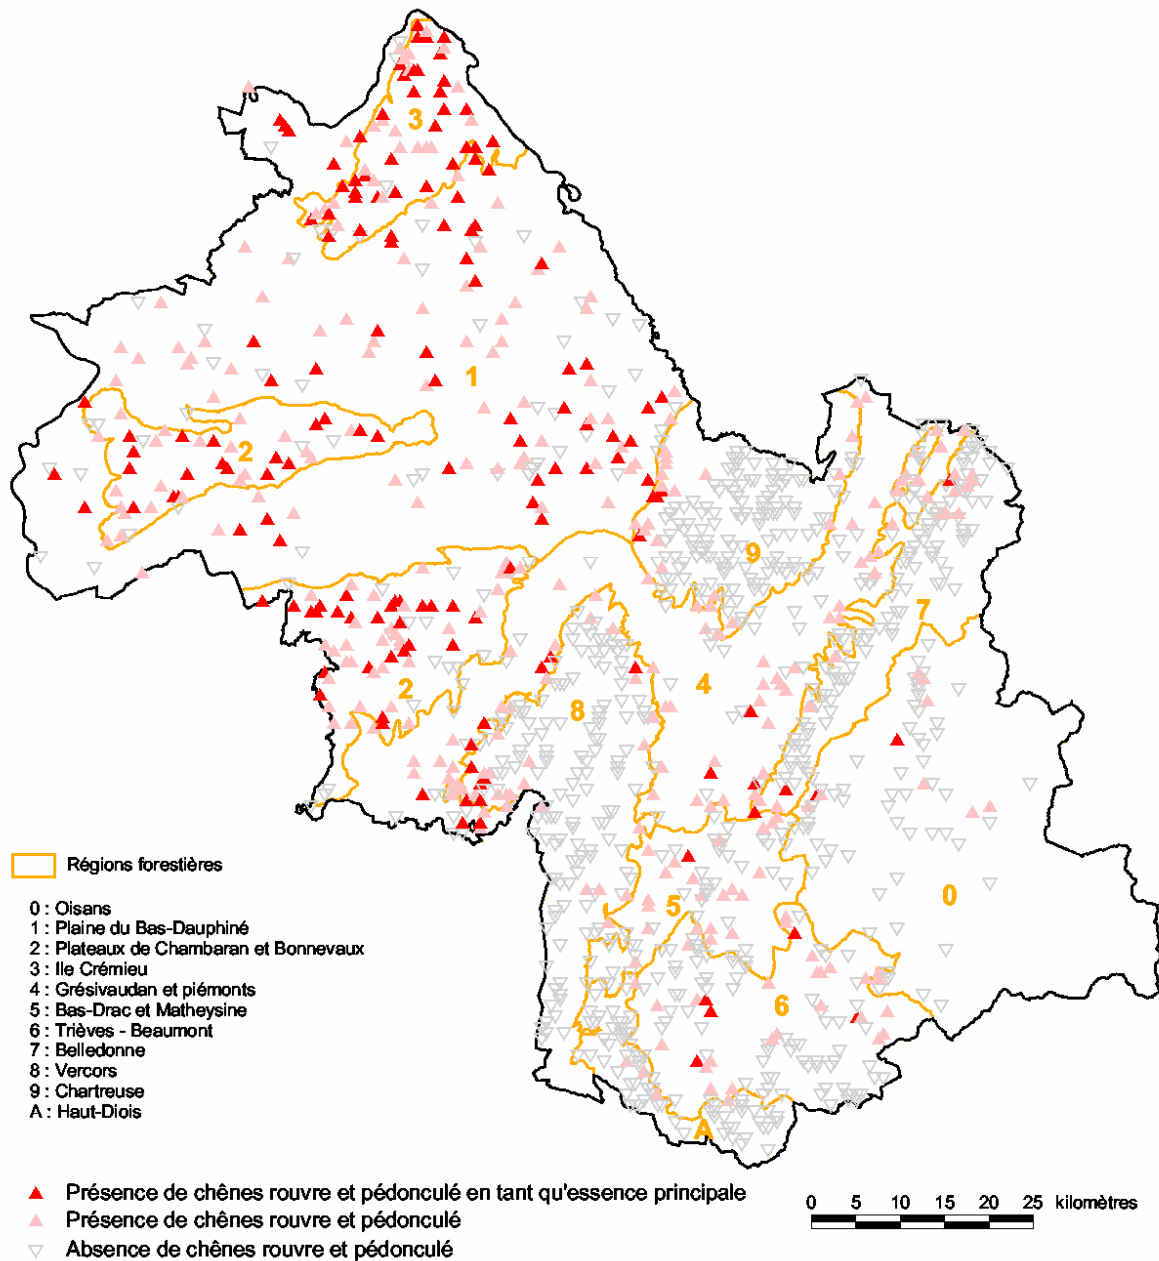 3
1
2
9
7
4
2
8
5
0
6
A
Régions forestières
0 : Oisans
1 : Plaine du Bas-Dauphiné
2 : Plateaux de Chambaran et Bonnevaux
3 : Ile Crémieu
4 : Grésivaudan et piémonts
5 : Bas-Drac et Matheysine
6 : Trièves - Beaumont
7 : Belledonne
8 : Vercors
9 : Chartreuse
A : Haut-Diois
Présence de chênes rouvre et pédonculé en tant qu'essence principale
Présence de chênes rouvre et pédonculé
Absence de chênes rouvre et pédonculé
0 5 10 15 20 25 kilomètres